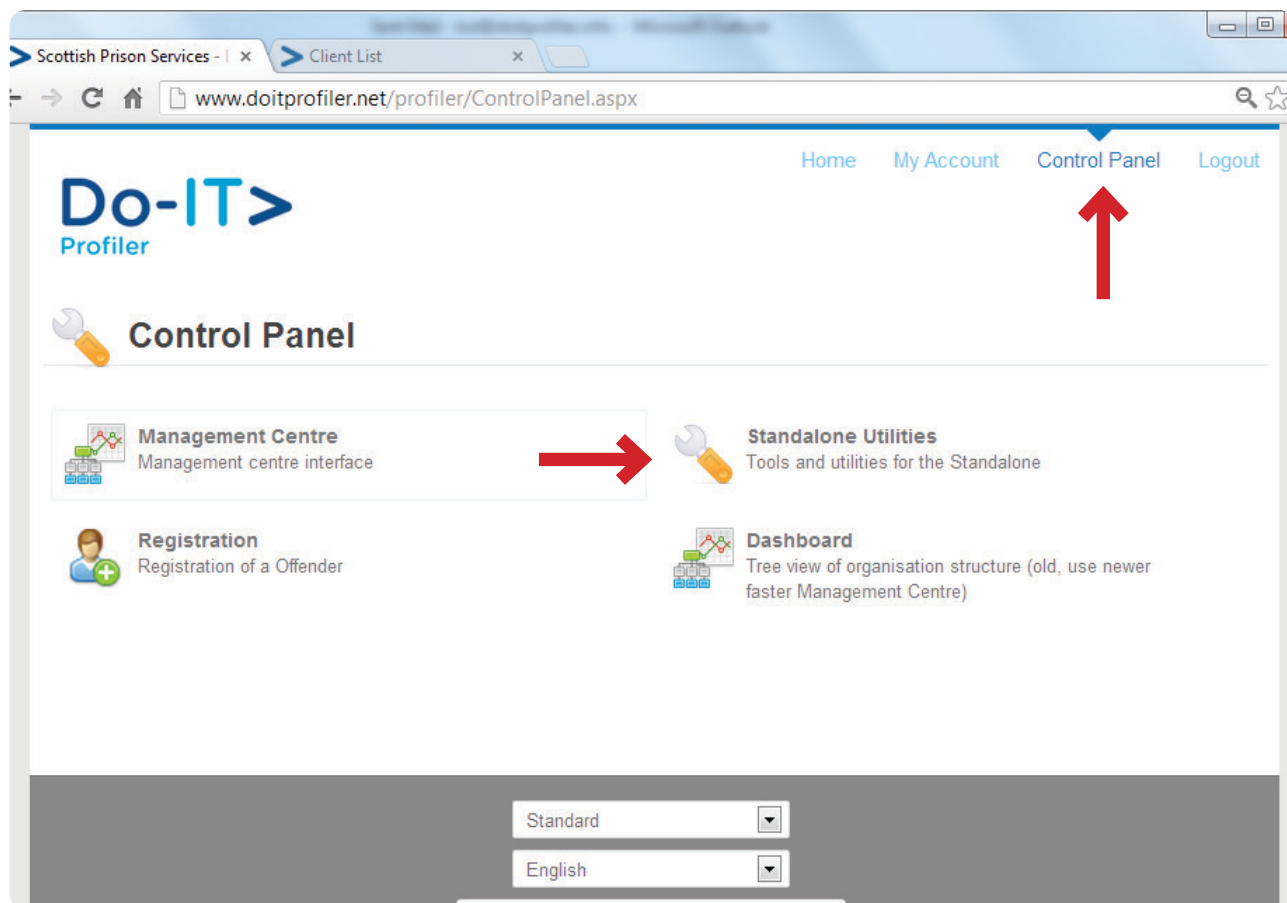 Scottish Prison Services -
Client List
www.doitprofiler.net/profiler/ControlPanel.aspx
Home My Account Control Panel Logout
Do-IT>
Profiler
Control Panel
Management Centre
Management centre interface
Standalone Utilities
Tools and utilities for the Standalone
Registration
Registration of a Offender
Dashboard
Tree view of organisation structure (old, use newer
faster Management Centre)
Standard
English